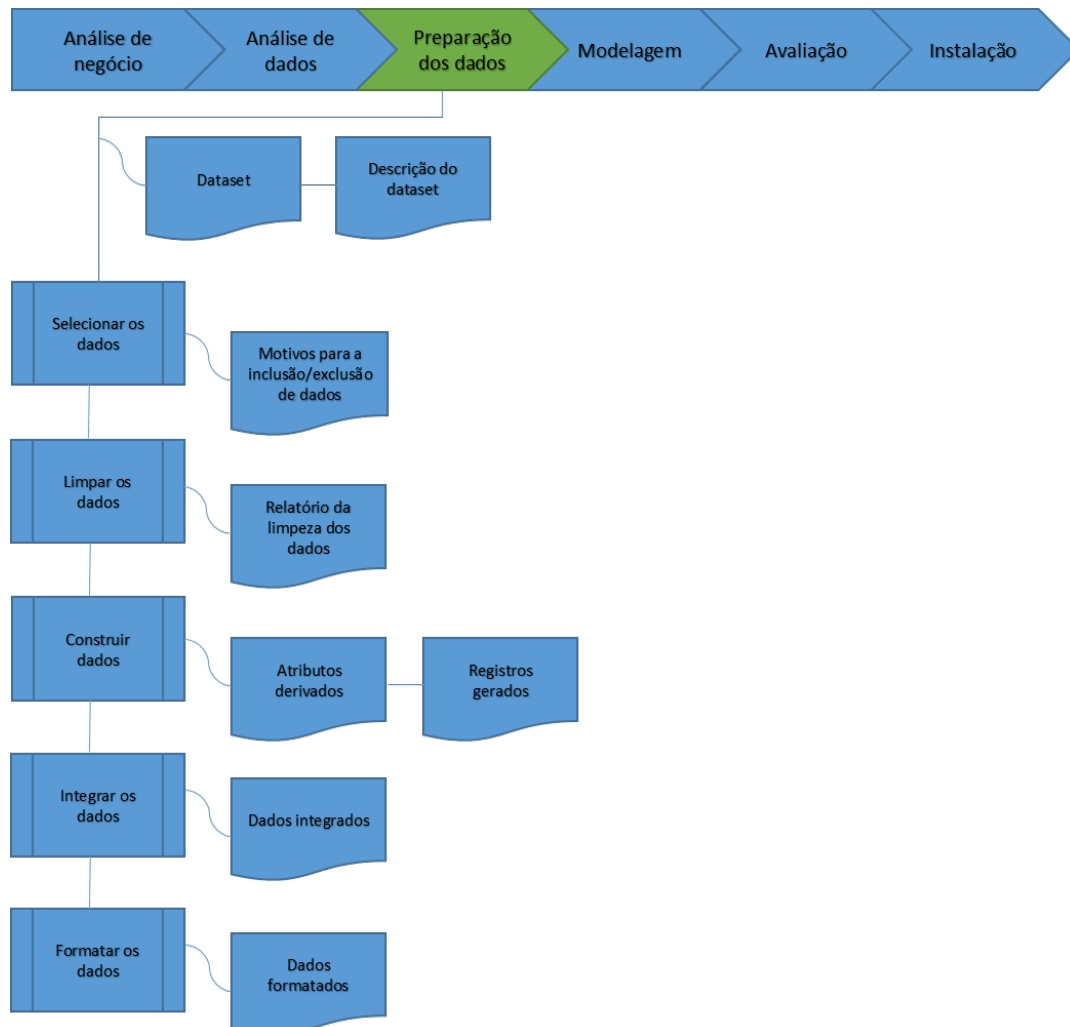 Análise de
negócio
Análise de
dados
Preparação
dos dados
Modelagem
Avaliação
Instalação
Dataset
Descrição do
dataset
Selecionar os
dados
Motivos para a
inclusão/exclusão
de dados
Limpar os
dados
Relatório da
limpeza dos
dados
Construir
dados
Atributos
derivados
Registros
gerados
Integrar os
dados
Dados integrados
Formatar os
dados
Dados
formatados